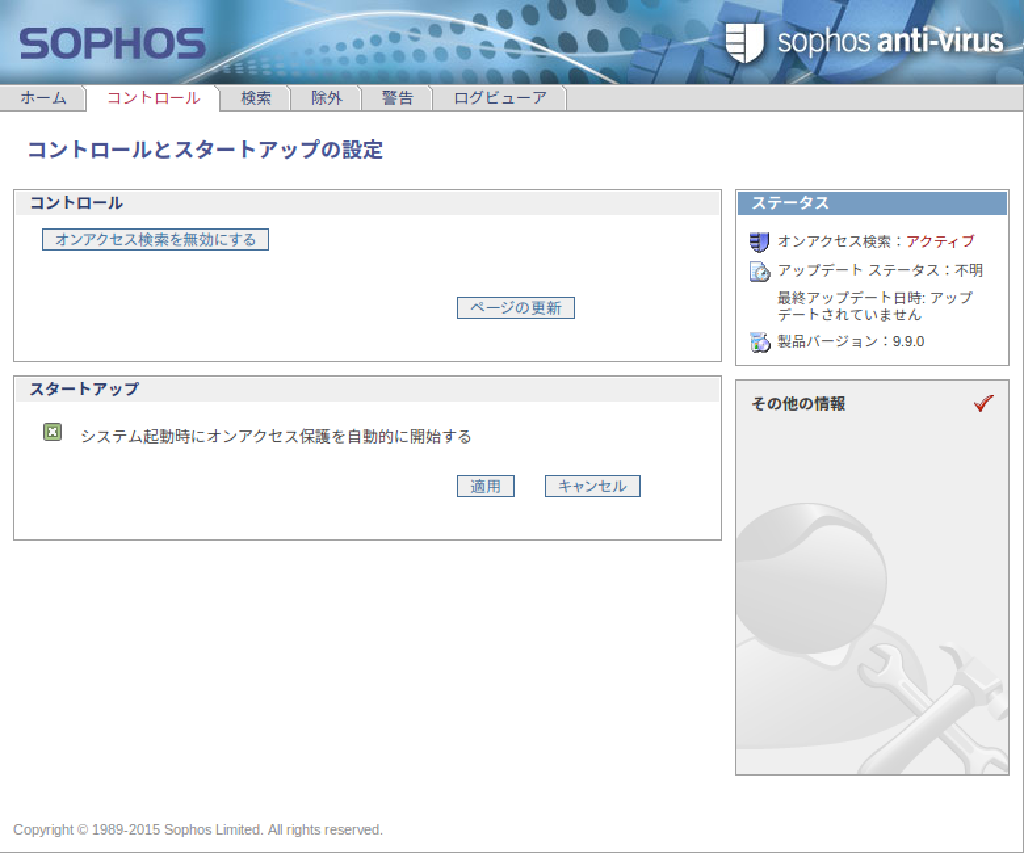 SOPHOS
sophos anti-virus
ホーム コントロール 検索 除外 警告 ログビューア
コントロールとスタートアップの設定
コントロール
オンアクセス検索を無効にする
ページの更新
スタートアップ
システム起動時にオンアクセス保護を自動的に開始する
適用 キャンセル
ステータス
オンアクセス検索：アクティブ
アップデート ステータス：不明
最終アップデート日時: アップ
デートされていません
製品バージョン：9.9.0
その他の情報
Copyright © 1989-2015 Sophos Limited. All rights reserved.